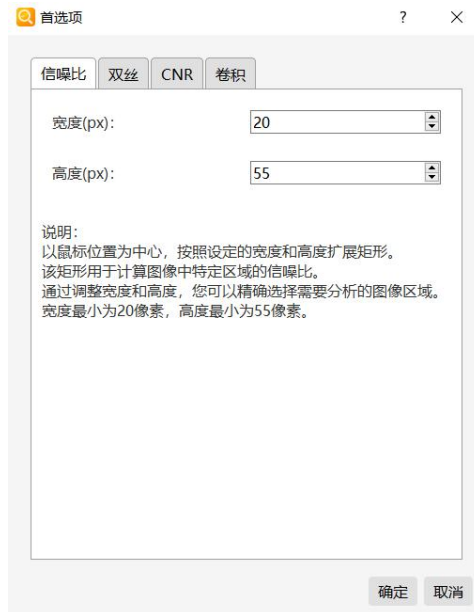 首选项
信噪比 双丝 CNR 卷积
宽度(px): 20
高度(px): 55
说明:
以鼠标位置为中心，按照设定的宽度和高度扩展矩形。
该矩形用于计算图像中特定区域的信噪比。
通过调整宽度和高度，您可以精确选择需要分析的图像区域。
宽度最小为20像素，高度最小为55像素。
确定 取消